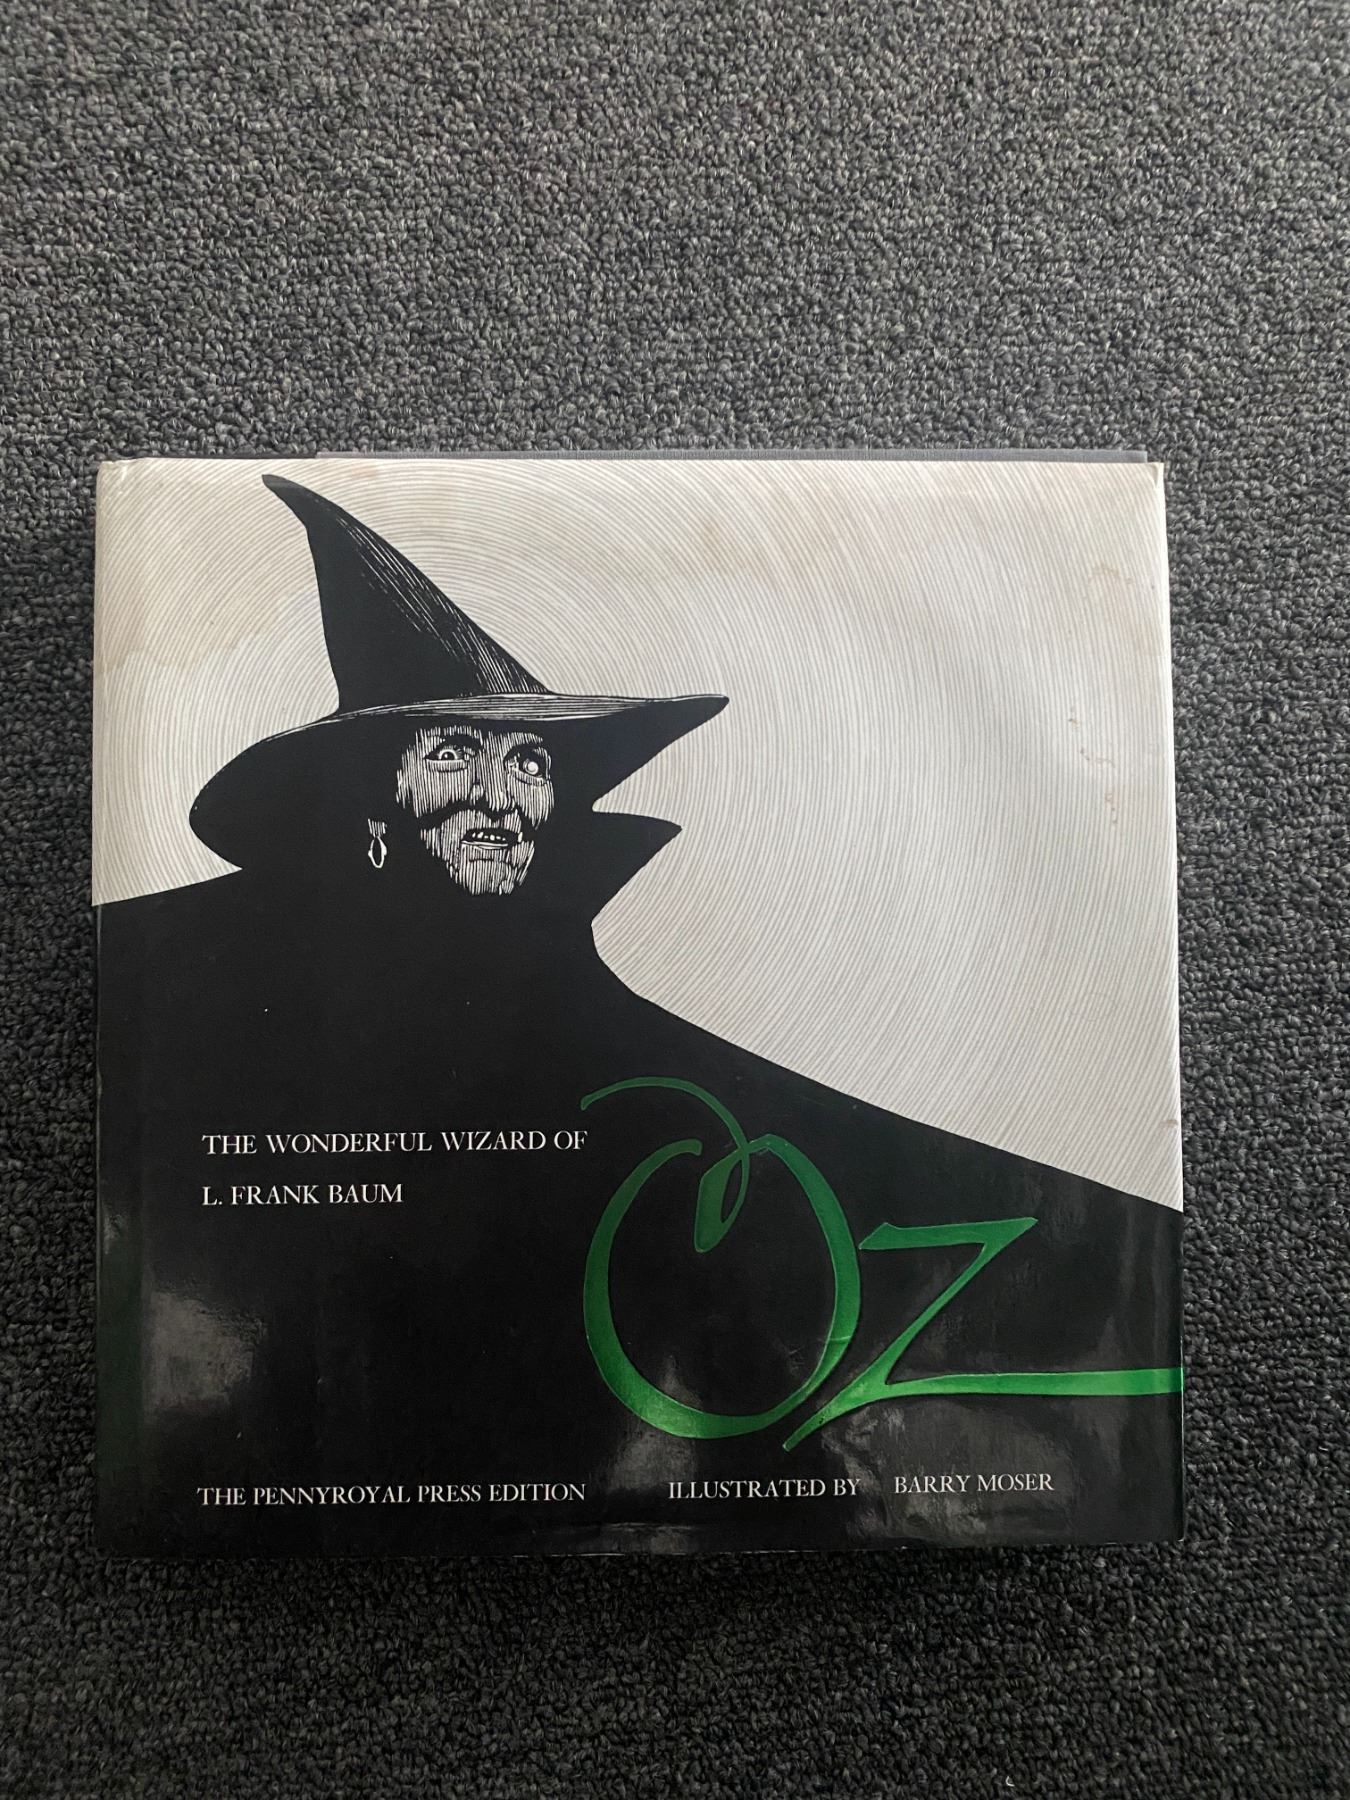 THE WONDERFUL WIZARD OF
Oz
L. FRANK BAUM
THE PENNYROYAL PRESS EDITION ILLUSTRATED BY BARRY MOSER